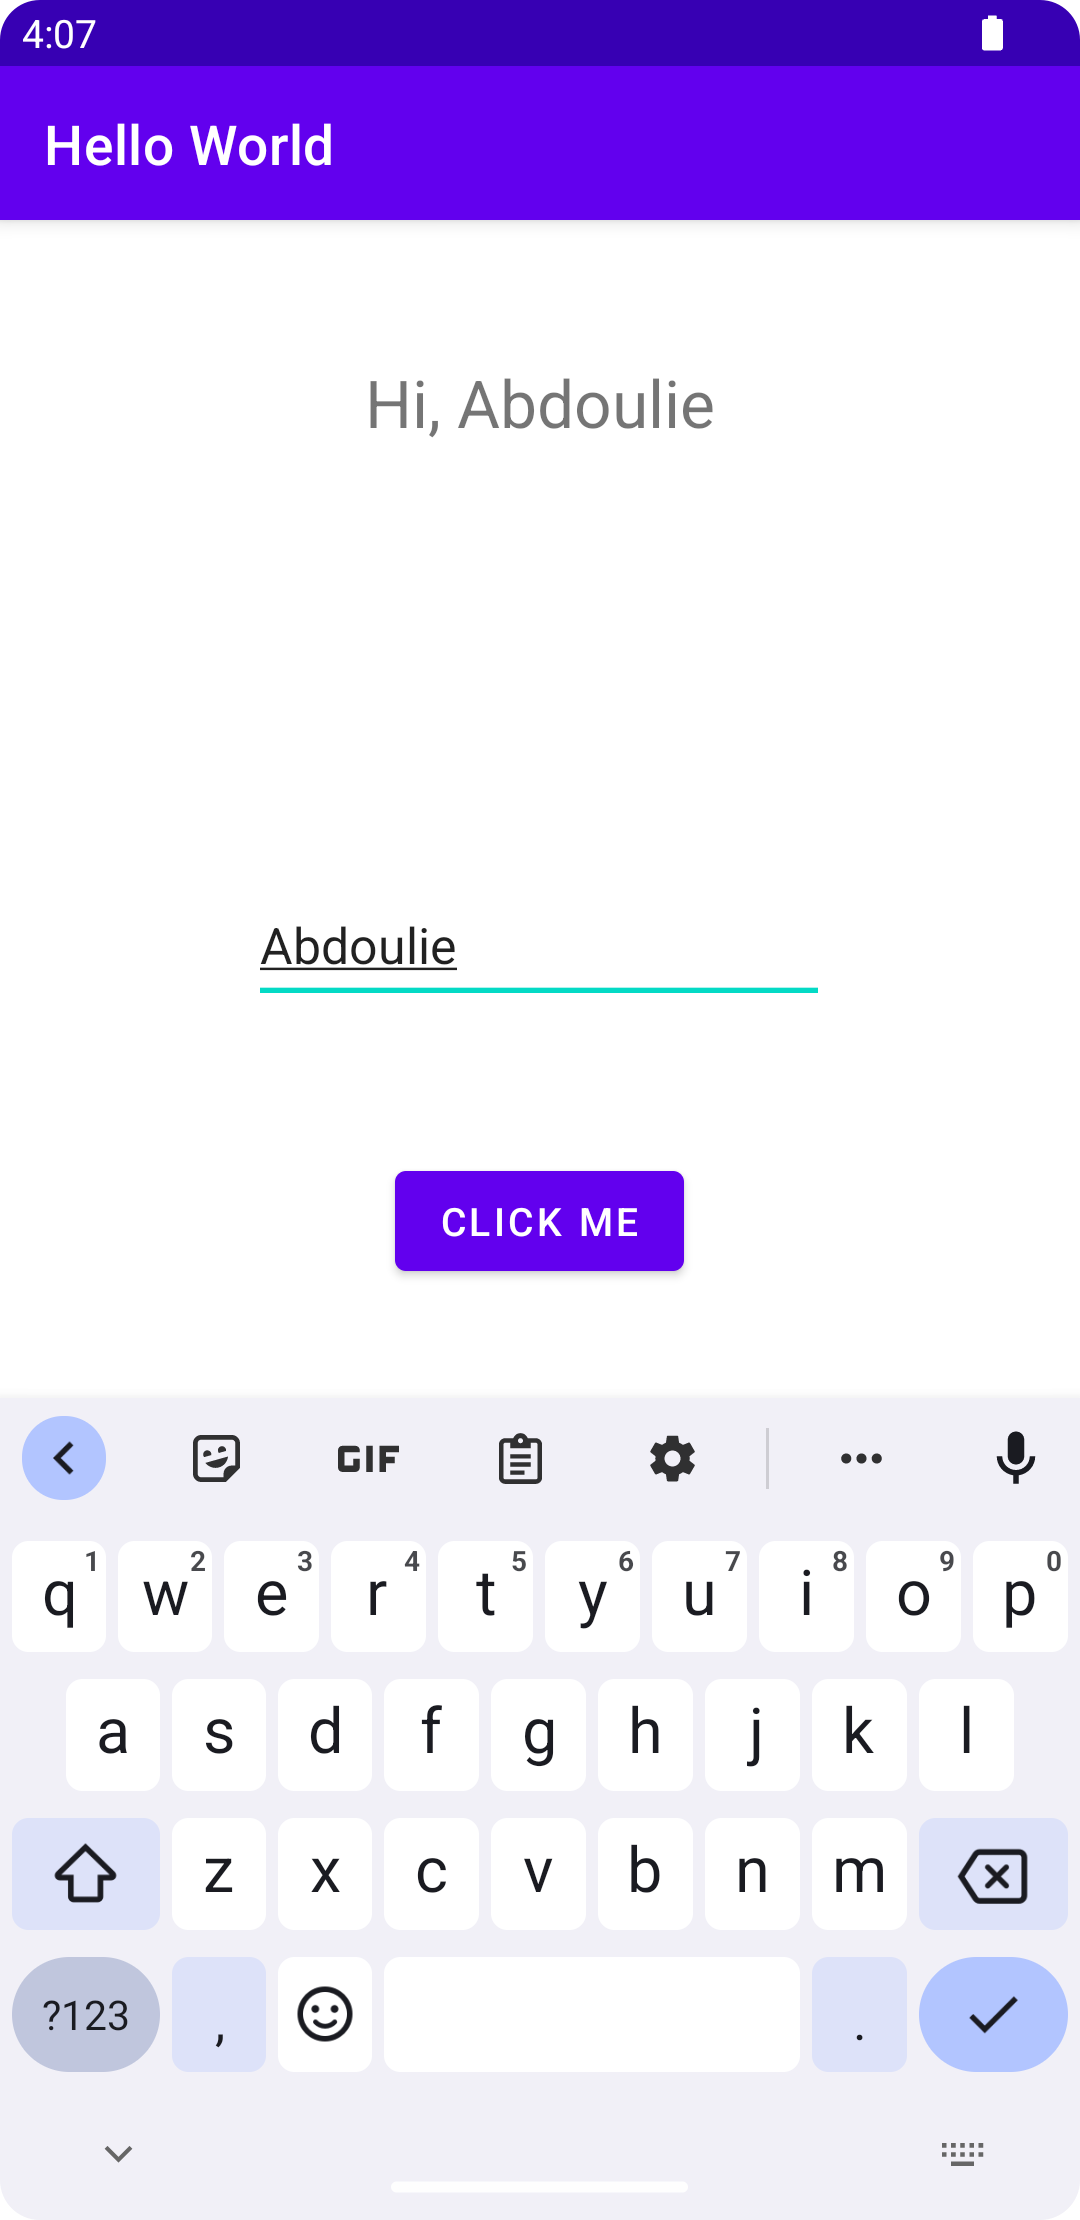 4:07
Hello World
Hi, Abdoulie
Abdoulie
CLICK ME
GIF
q 1 w 2 e 3 r 4 t 5 y 6 u 7 i 8 o 9 p 0
a s d f g h j k l
z x c v b n m
?123 , .